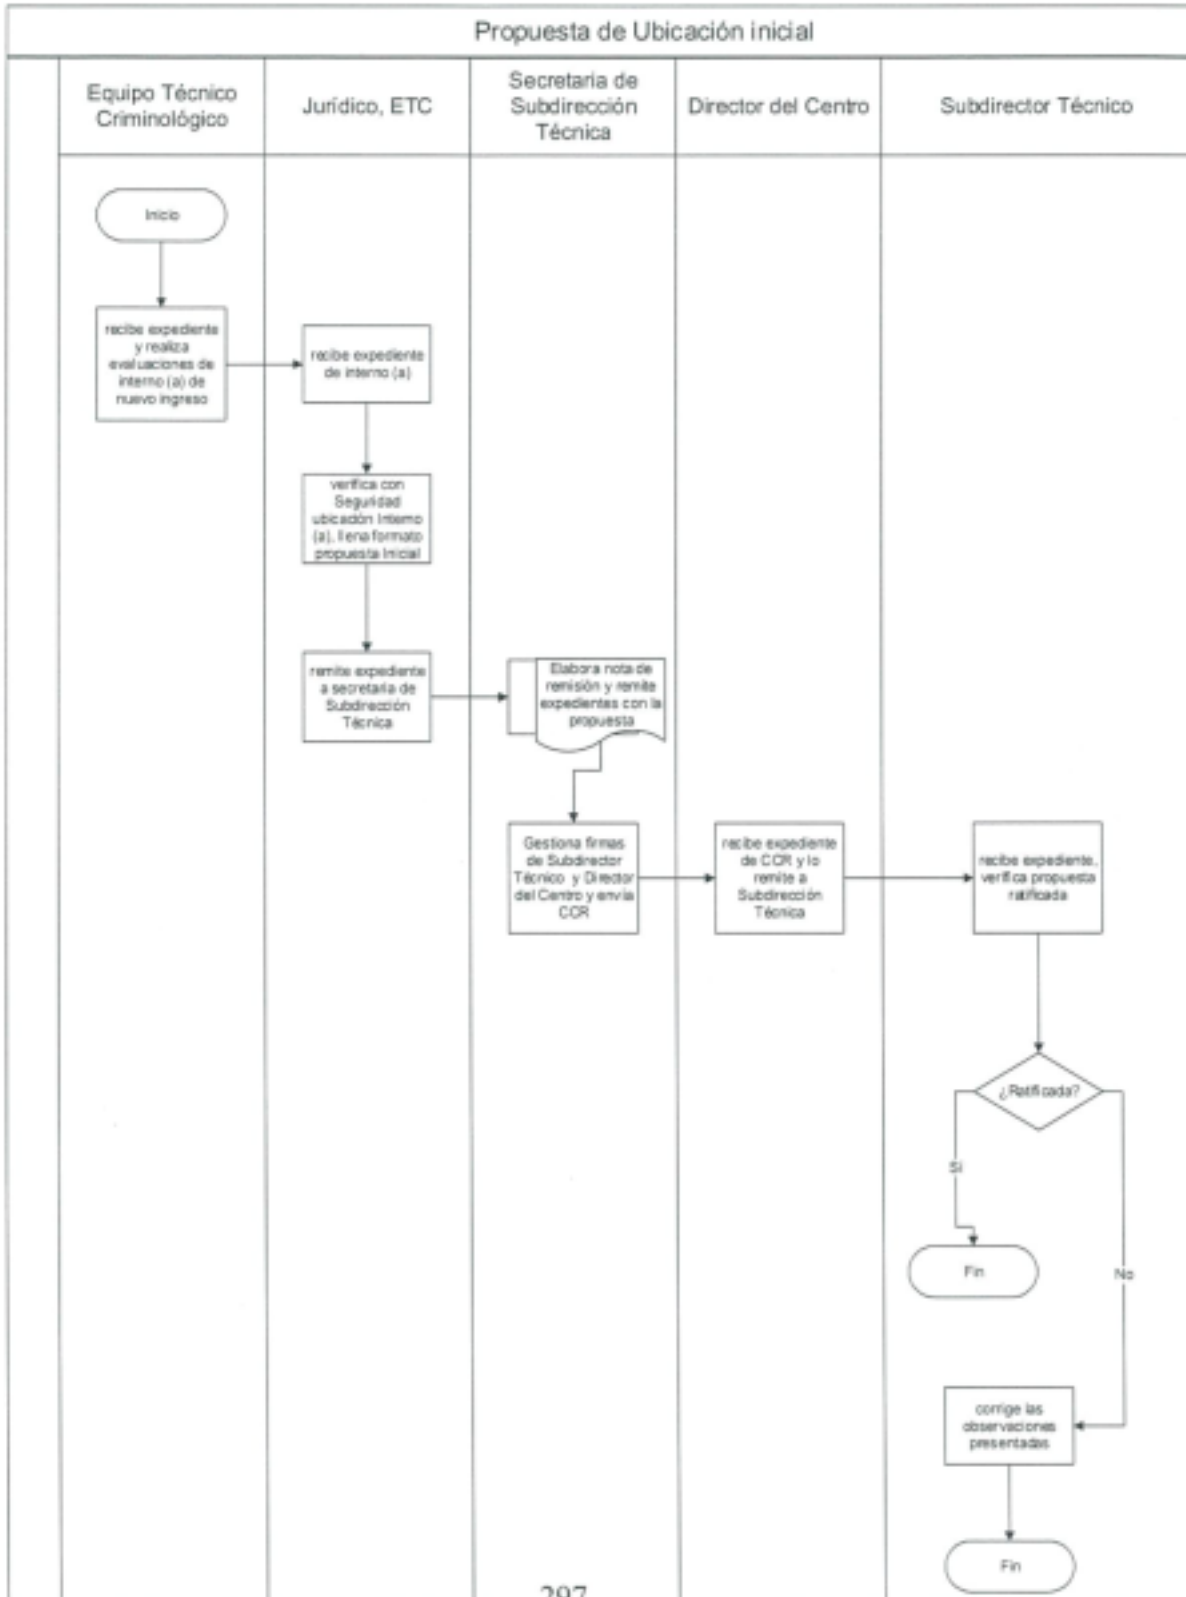 Propuesta de Ubicación inicial
Equipo Técnico
Criminológico
Jurídico, ETC
Secretaria de
Subdirección
Técnica
Director del Centro
Subdirector Técnico
Inicio
recibe expediente
y realiza
evaluaciones de
interno (a) de
nuevo ingreso
recibe expediente
de interno (a)
verifica con
Seguridad
ubicación Interno
(a), llena formato
propuesta Inicial
remite expediente
a secretaria de
Subdirección
Técnica
Elabora nota de
remisión y remite
expedientes con la
propuesta
Gestiona firmas
de Subdirector
Técnico y Director
del Centro y envía
CCR
recibe expediente
de CCR y lo
remite a
Subdirección
Técnica
recibe expediente,
verifica propuesta
ratificada
¿Ratificada?
Sí
Fin
No
corrige las
observaciones
presentadas
Fin
297